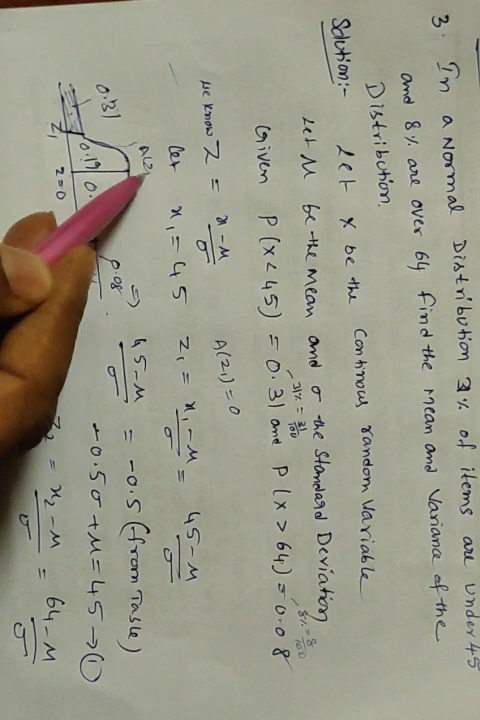 3. In a Normal Distribution 31% of items are under 45
and 8% are over 64 find the mean and Variance of the
Distribution.
Solution:- Let X be the Continous random Variable
Let μ be the mean and σ the Standard Deviation
31% = 31/100
8% = 8/100
Given P(X<45) = 0.31 and P(X>64) = 0.08
A(Z1) = 0
We know Z = x-μ/σ
Let x1 = 45 Z1 = x1-μ/σ = 45-μ/σ
⇒ 45-μ/σ = -0.5 (from Table)
-0.5σ+μ = 45 → ①
Z2 = x2-μ/σ = 64-μ/σ
0.31
0.19
0.08
Z1
Z=0